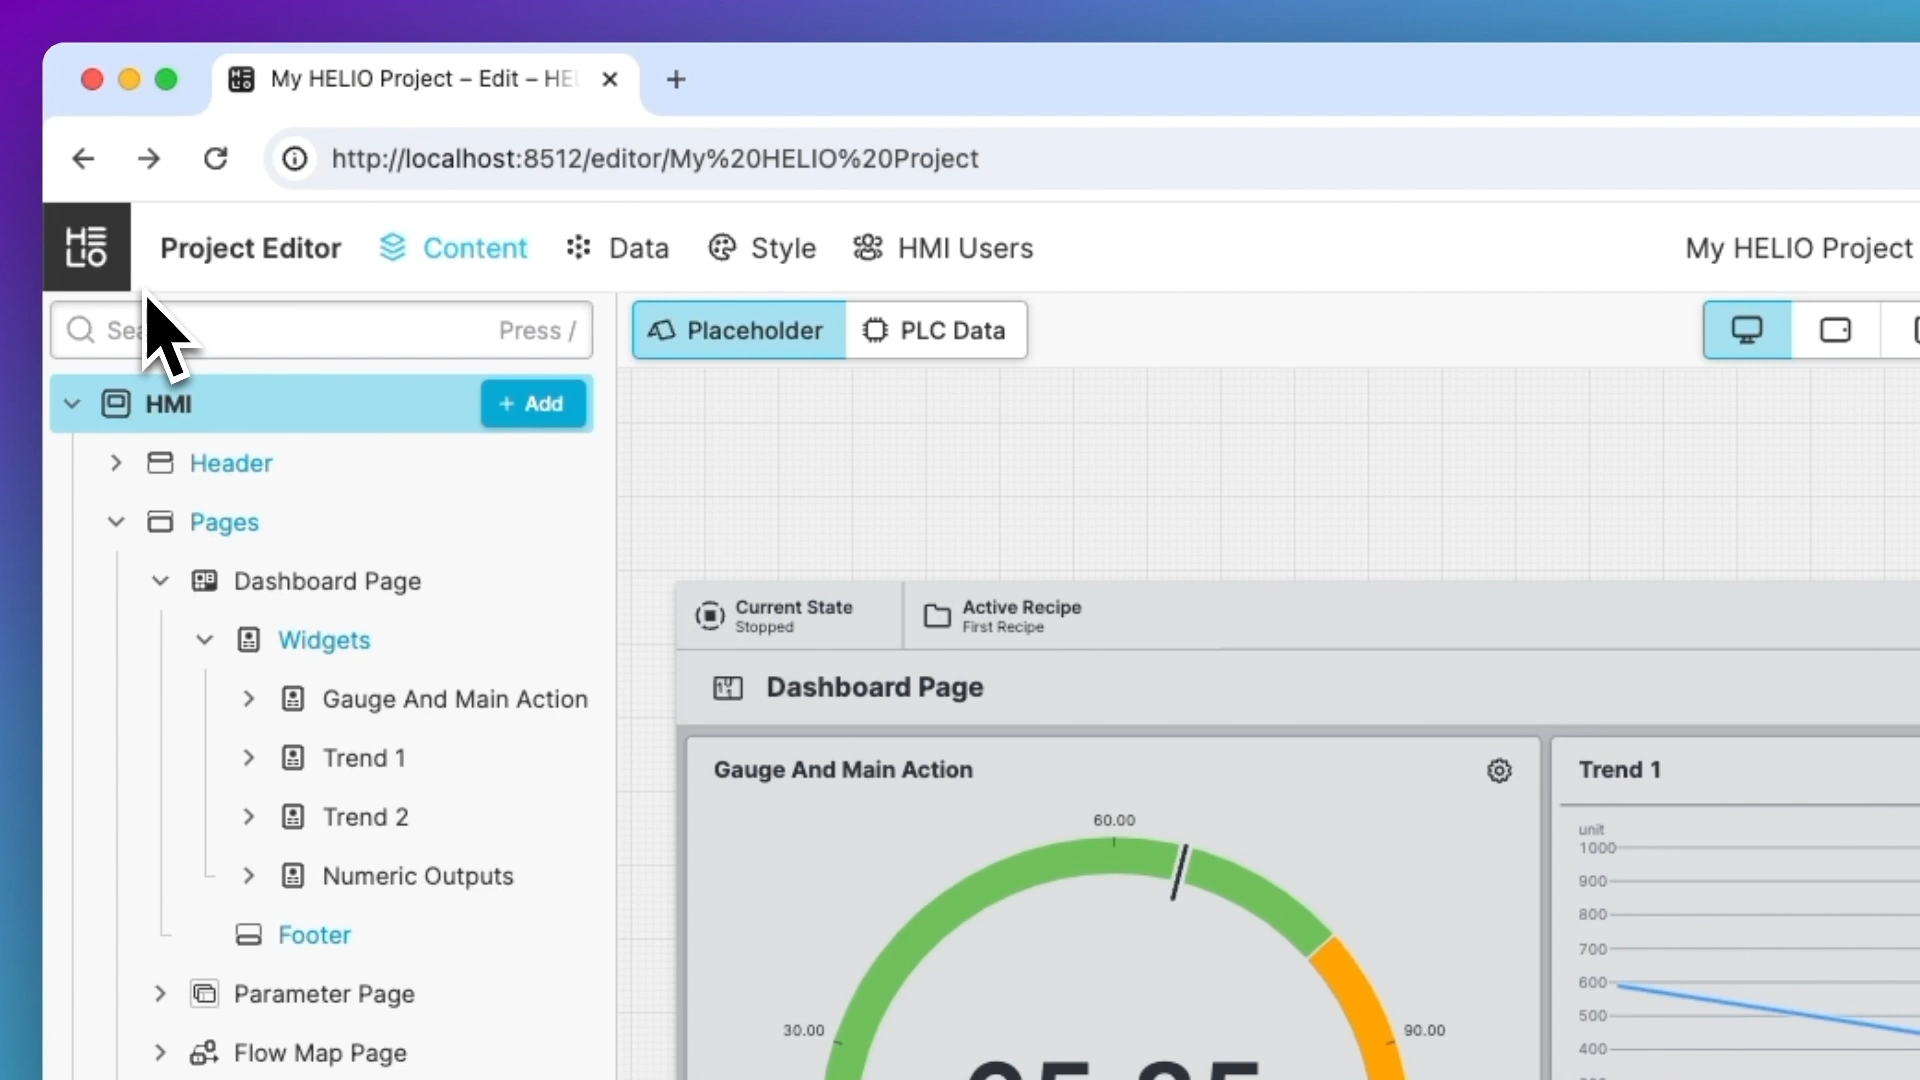 My HELIO Project – Edit – HE
http://localhost:8512/editor/My%20HELIO%20Project
HELIO
Project Editor
Content
Data
Style
HMI Users
My HELIO Project
Press /
Placeholder
PLC Data
HMI
+ Add
Header
Pages
Dashboard Page
Widgets
Gauge And Main Action
Trend 1
Trend 2
Numeric Outputs
Footer
Parameter Page
Flow Map Page
Current State
Stopped
Active Recipe
First Recipe
Dashboard Page
Gauge And Main Action
60.00
30.00
90.00
Trend 1
unit
1000
900
800
700
600
500
400